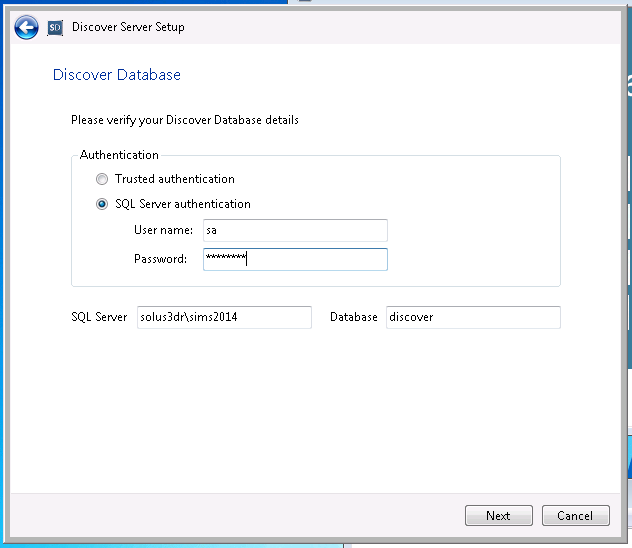 SD Discover Server Setup
Discover Database
Please verify your Discover Database details
Authentication
Trusted authentication
SQL Server authentication
User name: sa
Password: ********
SQL Server solus3dr\sims2014 Database discover
Next Cancel